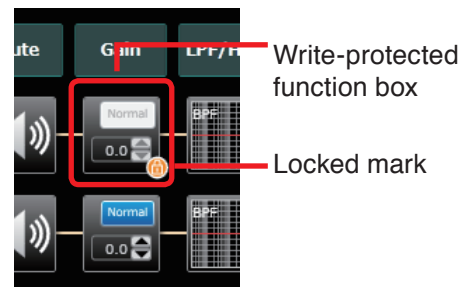 ute Gain LPF/H
Write-protected
function box
Normal BPF
0.0
Locked mark
Normal BPF
0.0